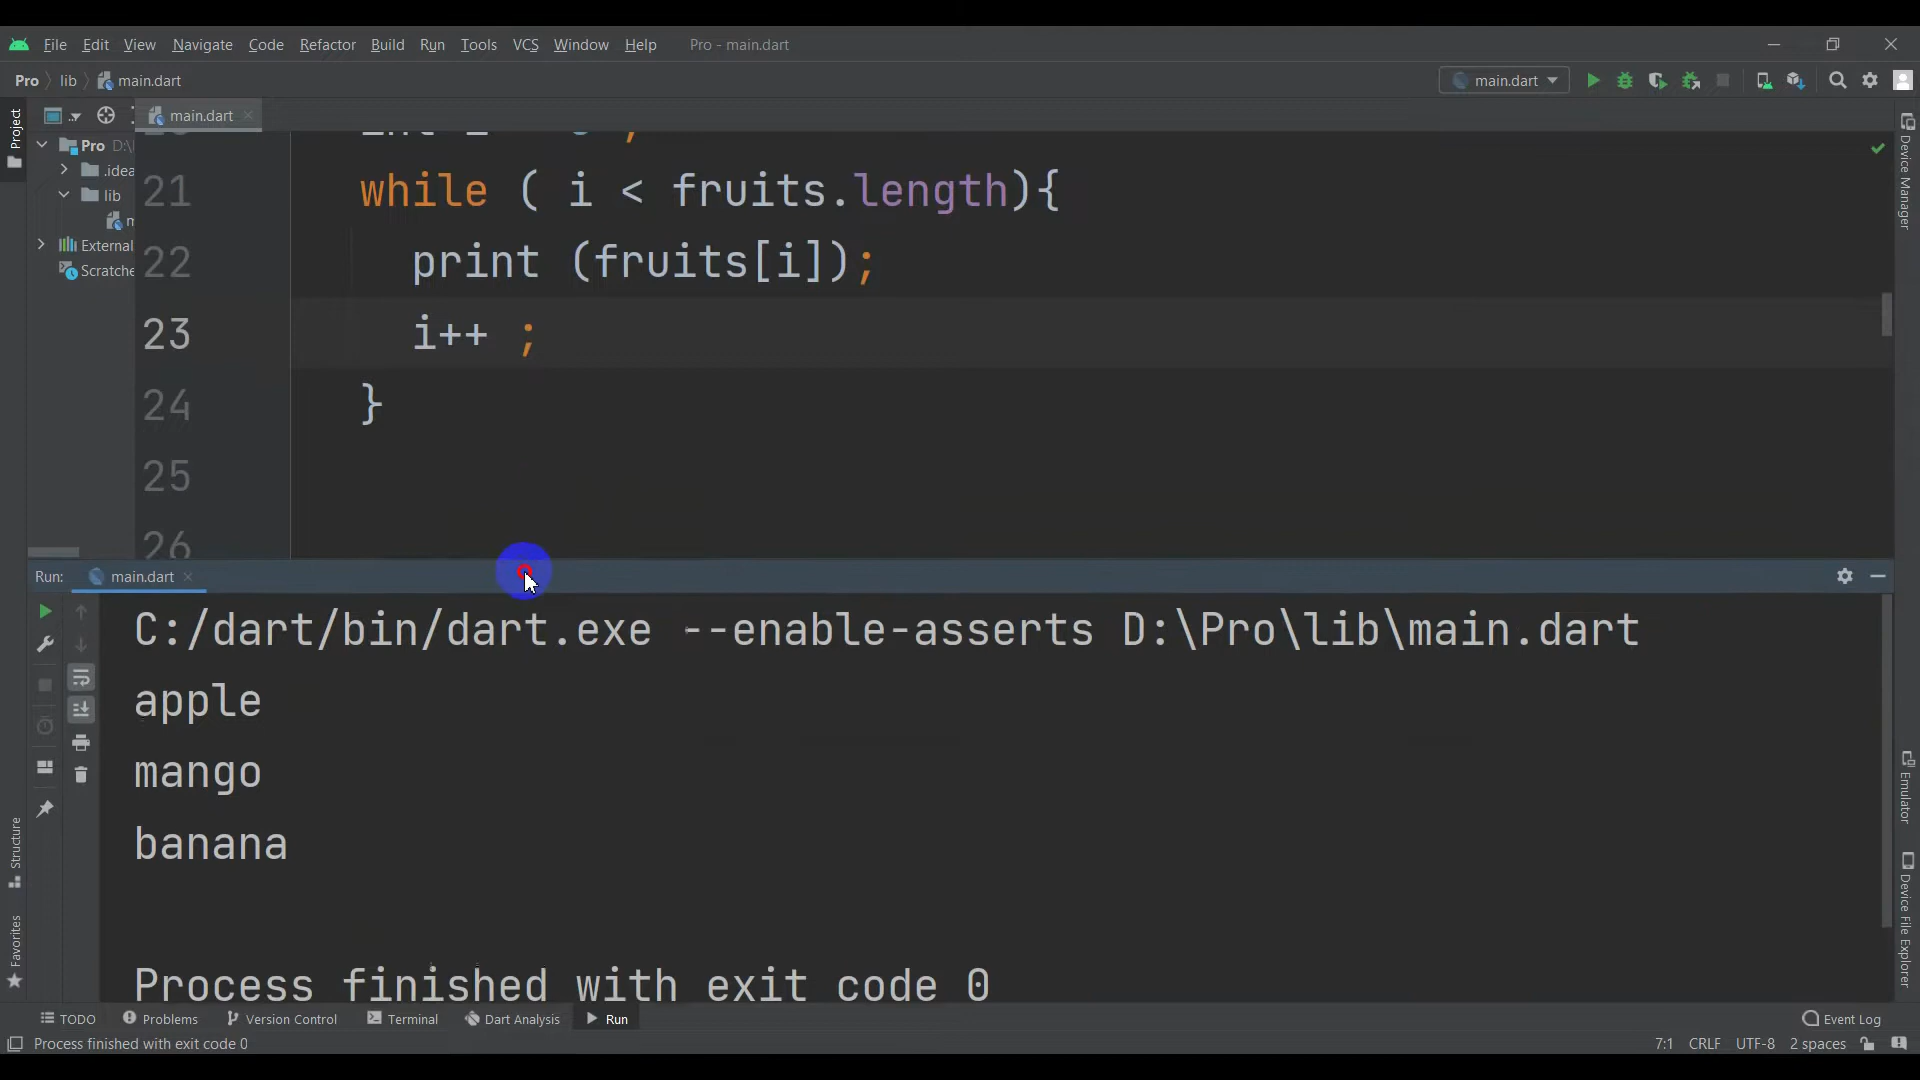 File Edit View Navigate Code Refactor Build Run Tools VCS Window Help Pro - main.dart
Pro lib main.dart
main.dart
Project
main.dart
Pro D:\
.idea
lib
External
Scratche
21 while ( i < fruits.length){
22 print (fruits[i]);
23 i++ ;
24 }
25
26
Device Manager
Run: main.dart
C:/dart/bin/dart.exe --enable-asserts D:\Pro\lib\main.dart
apple
mango
banana
Process finished with exit code 0
Structure
Favorites
Emulator
Device File Explorer
TODO Problems Version Control Terminal Dart Analysis Run Event Log
Process finished with exit code 0 7:1 CRLF UTF-8 2 spaces